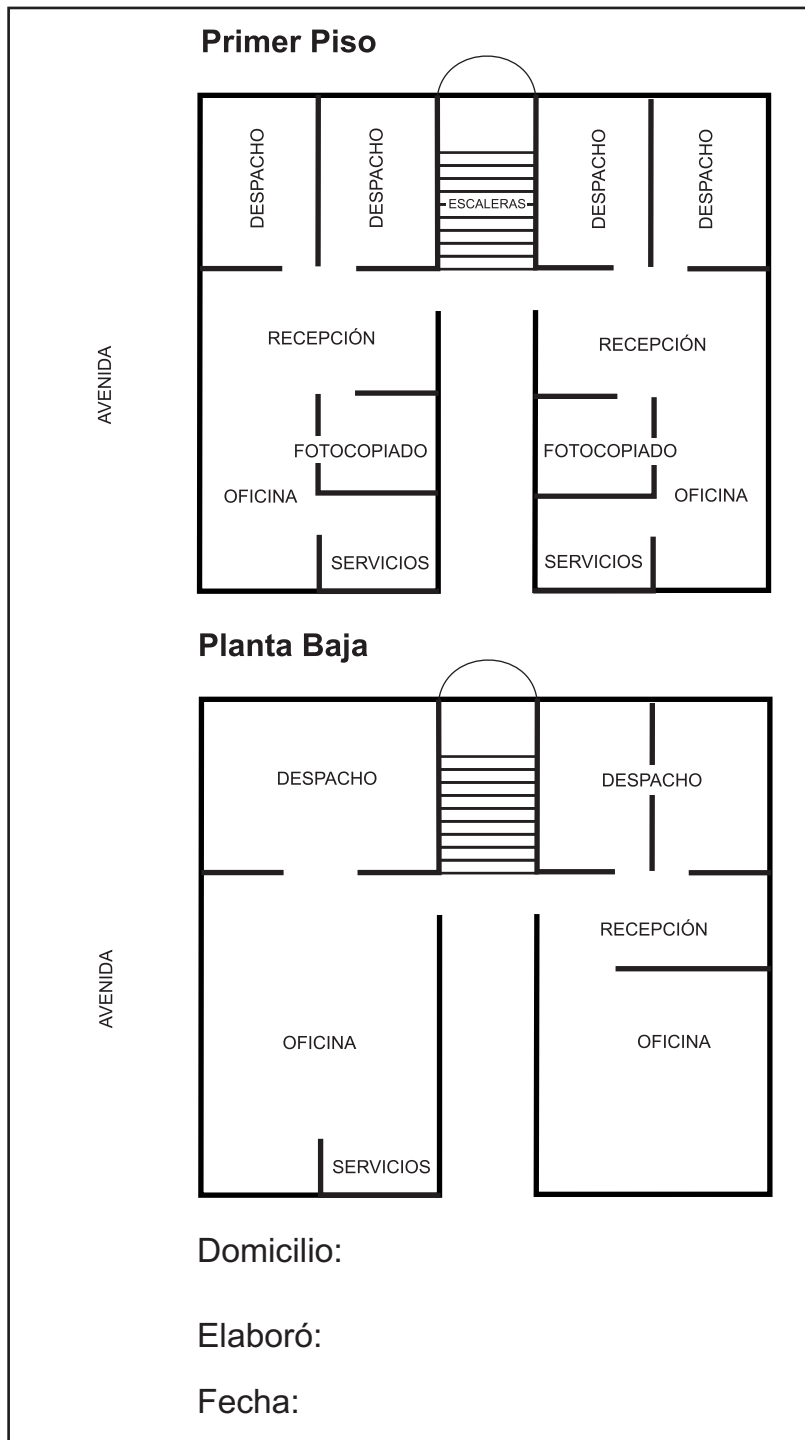 Primer Piso
DESPACHO
DESPACHO
DESPACHO
DESPACHO
ESCALERAS
RECEPCIÓN
RECEPCIÓN
AVENIDA
FOTOCOPIADO
FOTOCOPIADO
OFICINA
OFICINA
SERVICIOS
SERVICIOS
Planta Baja
DESPACHO
DESPACHO
RECEPCIÓN
AVENIDA
OFICINA
OFICINA
SERVICIOS
Domicilio:
Elaboró:
Fecha: